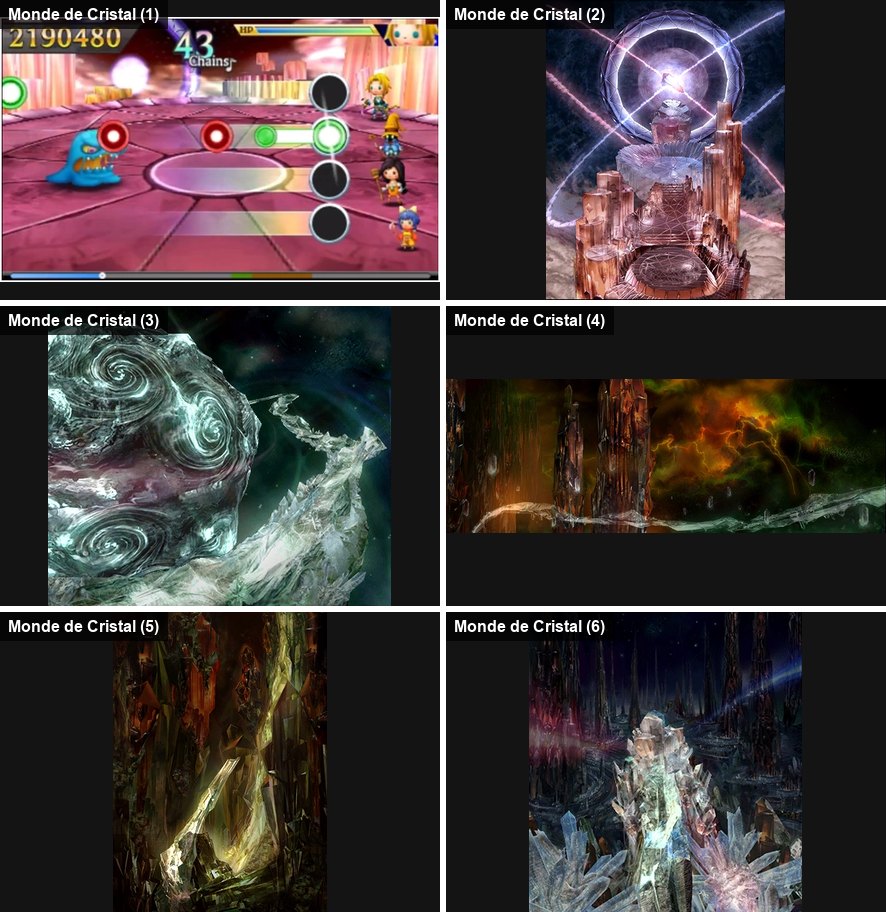 Monde de Cristal (1)
Monde de Cristal (2)
2190480
43
Chains
HP
Monde de Cristal (3)
Monde de Cristal (4)
Monde de Cristal (5)
Monde de Cristal (6)